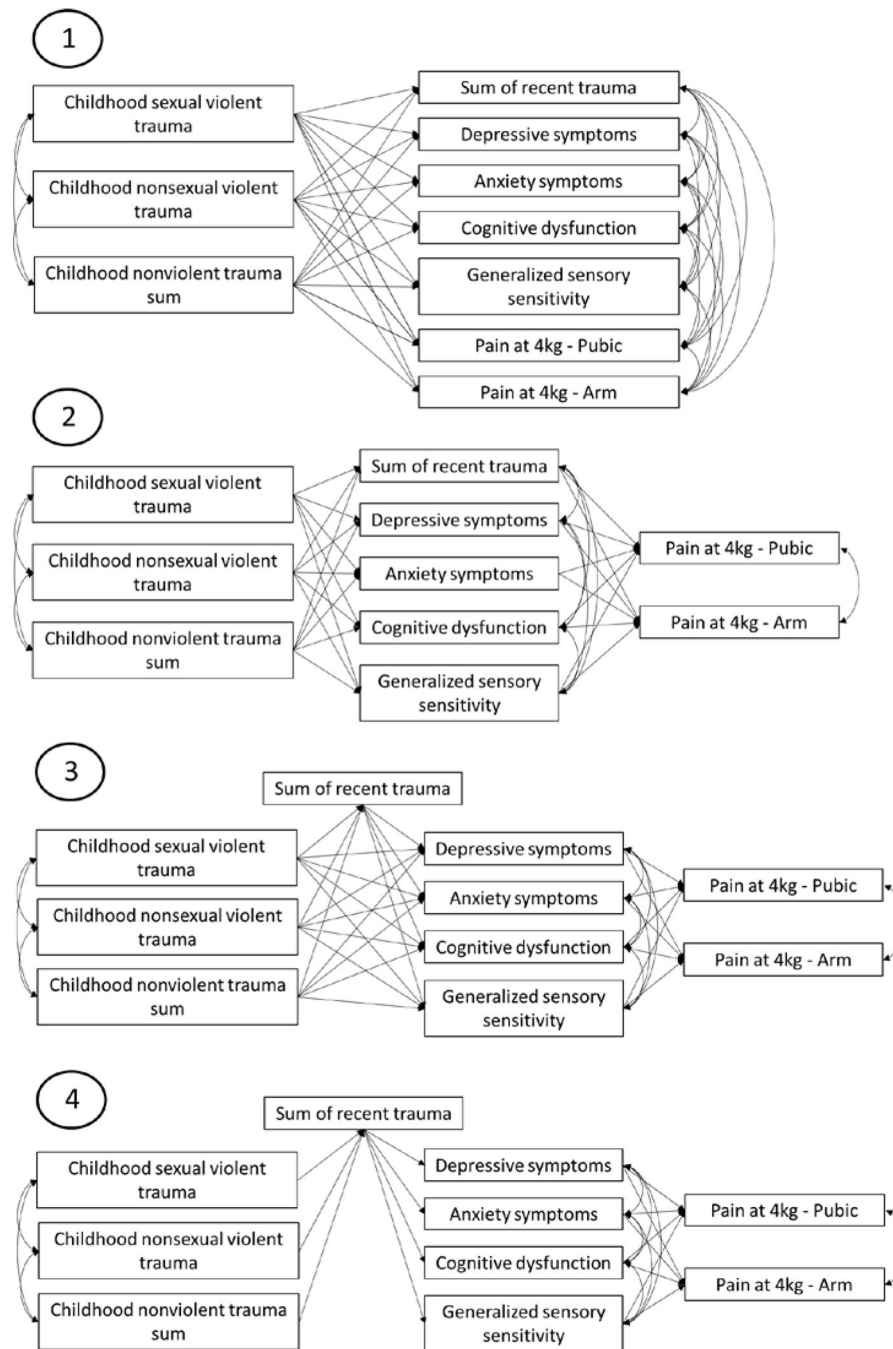 1
Childhood sexual violent
trauma
Childhood nonsexual violent
trauma
Childhood nonviolent trauma
sum
Sum of recent trauma
Depressive symptoms
Anxiety symptoms
Cognitive dysfunction
Generalized sensory
sensitivity
Pain at 4kg - Pubic
Pain at 4kg - Arm
2
Childhood sexual violent
trauma
Childhood nonsexual violent
trauma
Childhood nonviolent trauma
sum
Sum of recent trauma
Depressive symptoms
Anxiety symptoms
Cognitive dysfunction
Generalized sensory
sensitivity
Pain at 4kg - Pubic
Pain at 4kg - Arm
3
Sum of recent trauma
Childhood sexual violent
trauma
Childhood nonsexual violent
trauma
Childhood nonviolent trauma
sum
Depressive symptoms
Anxiety symptoms
Cognitive dysfunction
Generalized sensory
sensitivity
Pain at 4kg - Pubic
Pain at 4kg - Arm
4
Sum of recent trauma
Childhood sexual violent
trauma
Childhood nonsexual violent
trauma
Childhood nonviolent trauma
sum
Depressive symptoms
Anxiety symptoms
Cognitive dysfunction
Generalized sensory
sensitivity
Pain at 4kg - Pubic
Pain at 4kg - Arm